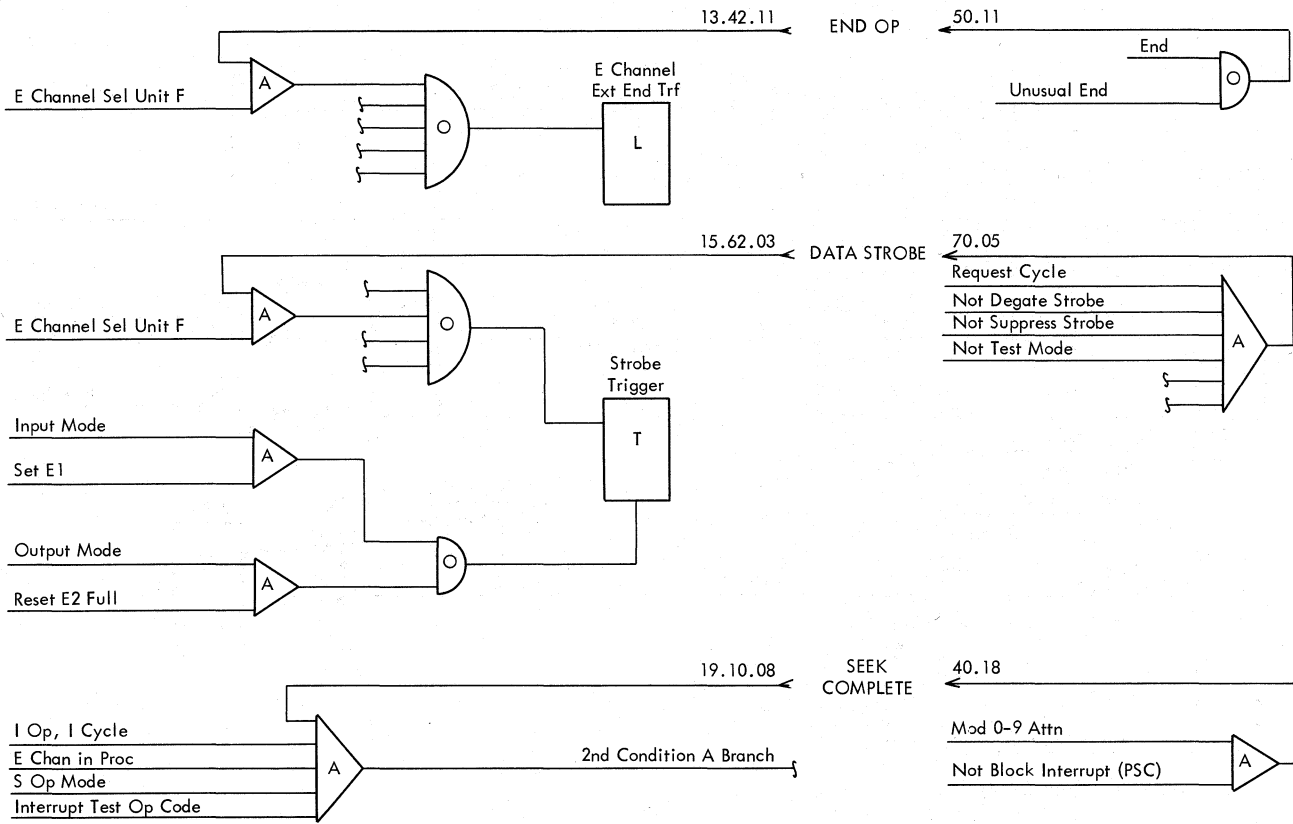 13.42.11 END OP 50.11
End
Unusual End
O
E Channel Sel Unit F
A
O
E Channel
Ext End Trf
L
15.62.03 DATA STROBE 70.05
Request Cycle
Not Degate Strobe
Not Suppress Strobe
Not Test Mode
A
E Channel Sel Unit F
A
O
Strobe
Trigger
T
Input Mode
Set E1
A
Output Mode
Reset E2 Full
A
O
19.10.08 SEEK
COMPLETE 40.18
I Op, I Cycle
E Chan in Proc
S Op Mode
Interrupt Test Op Code
A
2nd Condition A Branch
Mod 0-9 Attn
Not Block Interrupt (PSC)
A